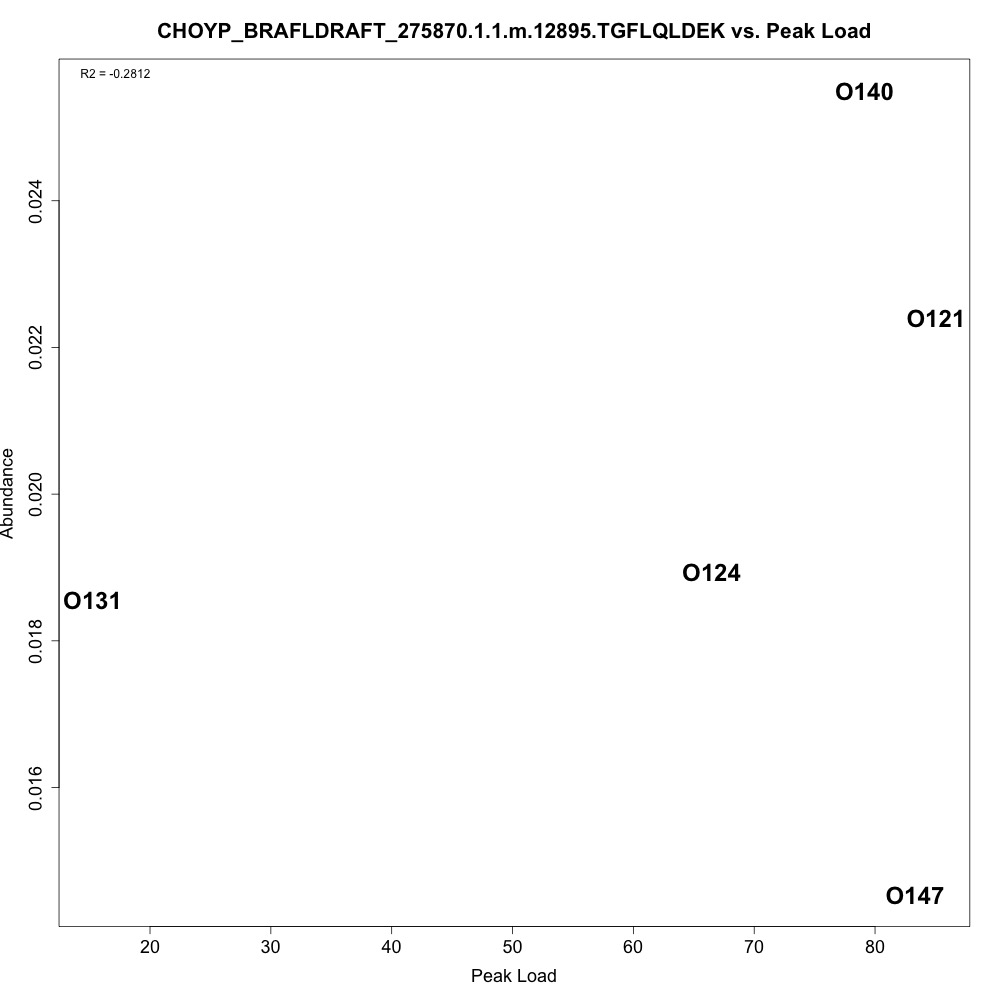 CHOYP_BRAFLDRAFT_275870.1.1.m.12895.TGFLQLDEK vs. Peak Load
R2 = -0.2812
O140
0.024
O121
0.022
Abundance
0.020
O124
O131
0.018
0.016
O147
20 30 40 50 60 70 80
Peak Load